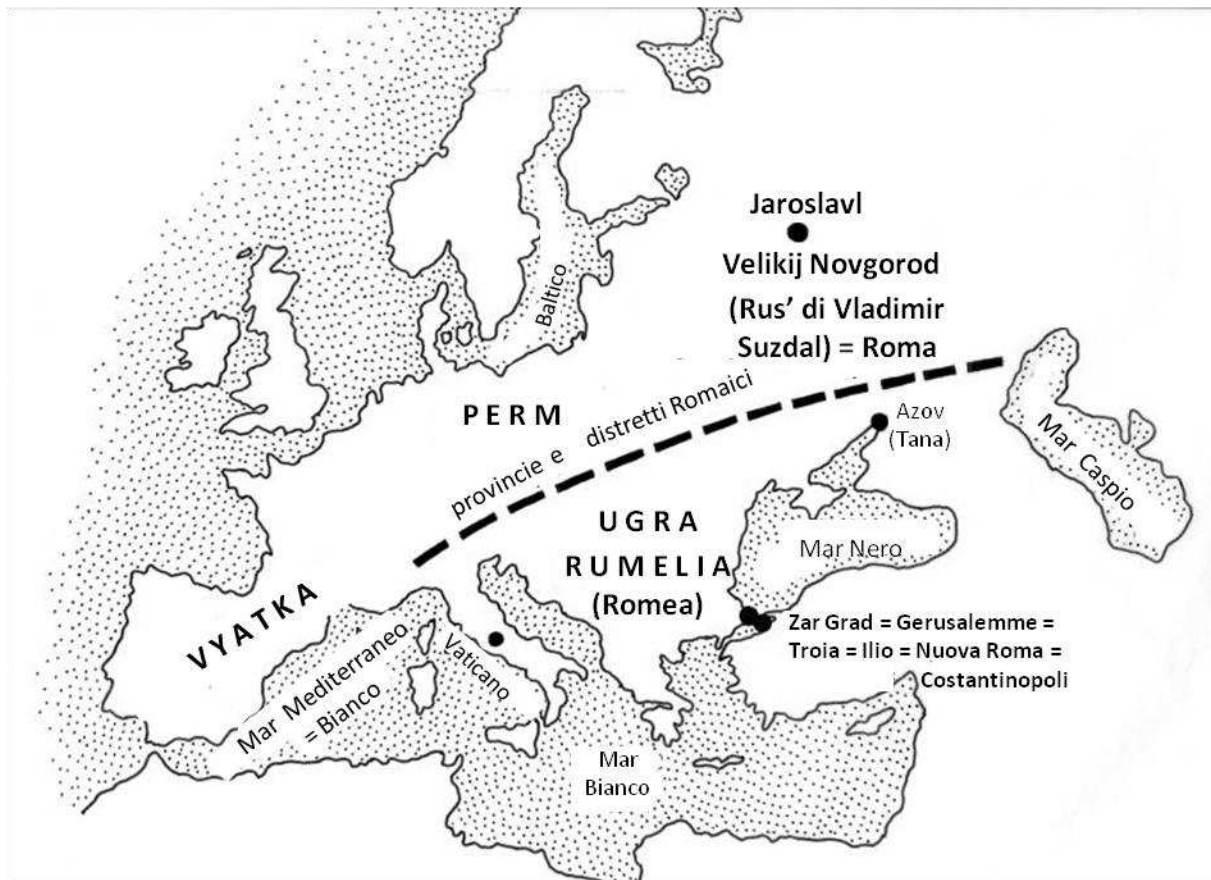 Jaroslavl
Velikij Novgorod
(Rus' di Vladimir
Suzdal) = Roma
Baltico
PERM
provincie e distretti Romaici
Azov
(Tana)
Mar Caspio
UGRA
RUMELIA
(Romea)
Mar Nero
VYATKA
Mar Mediterraneo
= Bianco
Vaticano
Zar Grad = Gerusalemme =
Troia = Ilio = Nuova Roma =
Costantinopoli
Mar
Bianco